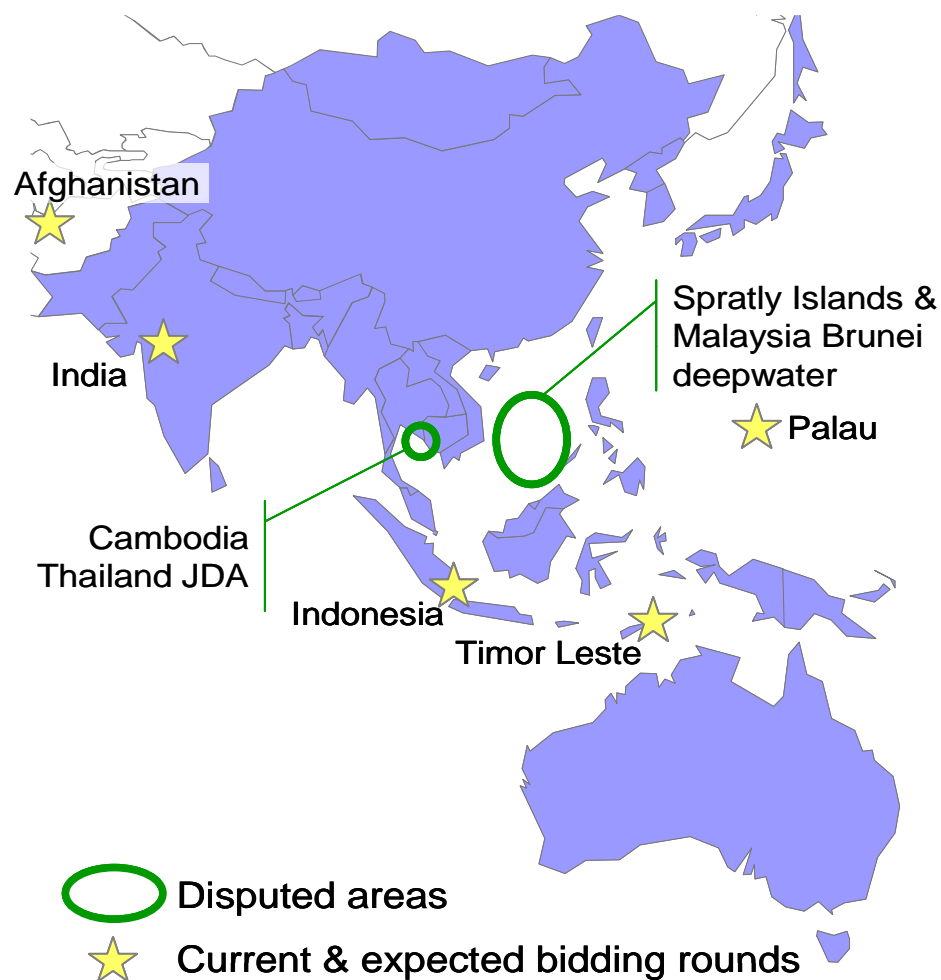 Afghanistan
Spratly Islands &
Malaysia Brunei
deepwater
India
Palau
Cambodia
Thailand JDA
Indonesia
Timor Leste
Disputed areas
Current & expected bidding rounds